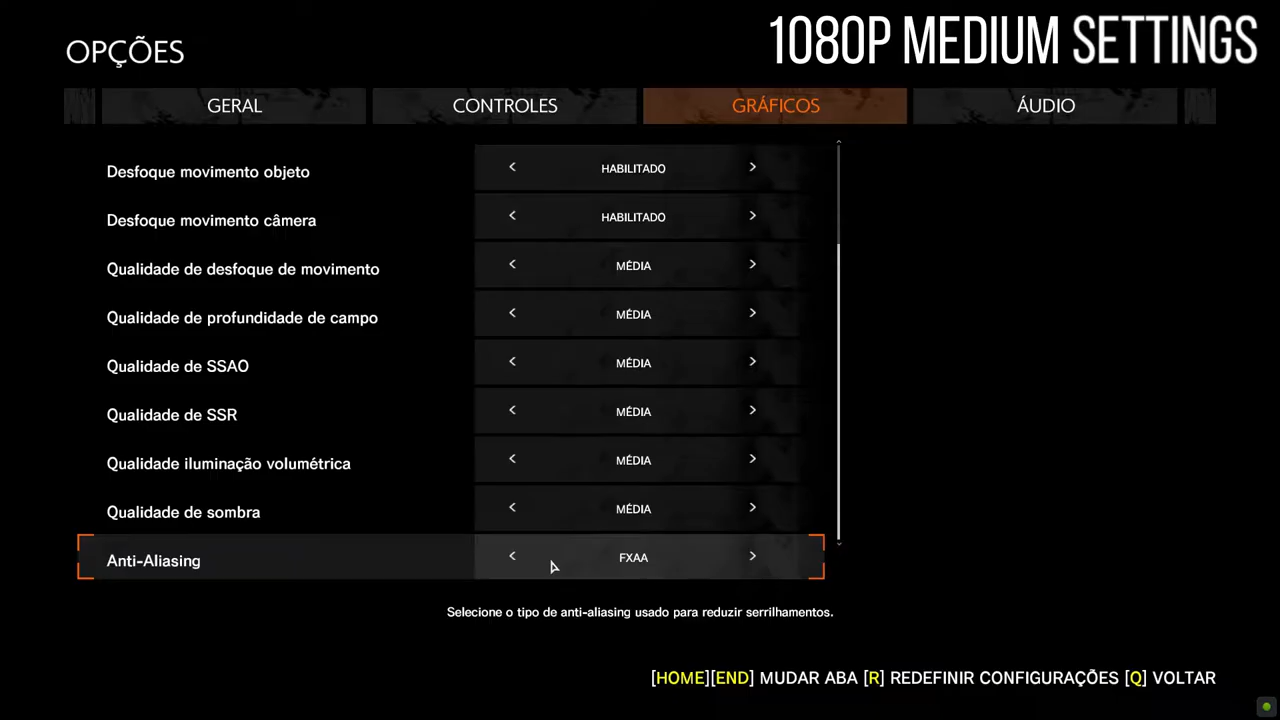 1080P MEDIUM SETTINGS
OPÇÕES
GERAL
CONTROLES
GRÁFICOS
ÁUDIO
Desfoque movimento objeto < HABILITADO >
Desfoque movimento câmera < HABILITADO >
Qualidade de desfoque de movimento < MÉDIA >
Qualidade de profundidade de campo < MÉDIA >
Qualidade de SSAO < MÉDIA >
Qualidade de SSR < MÉDIA >
Qualidade iluminação volumétrica < MÉDIA >
Qualidade de sombra < MÉDIA >
Anti-Aliasing < FXAA >
Selecione o tipo de anti-aliasing usado para reduzir serrilhamentos.
[HOME][END] MUDAR ABA [R] REDEFINIR CONFIGURAÇÕES [Q] VOLTAR